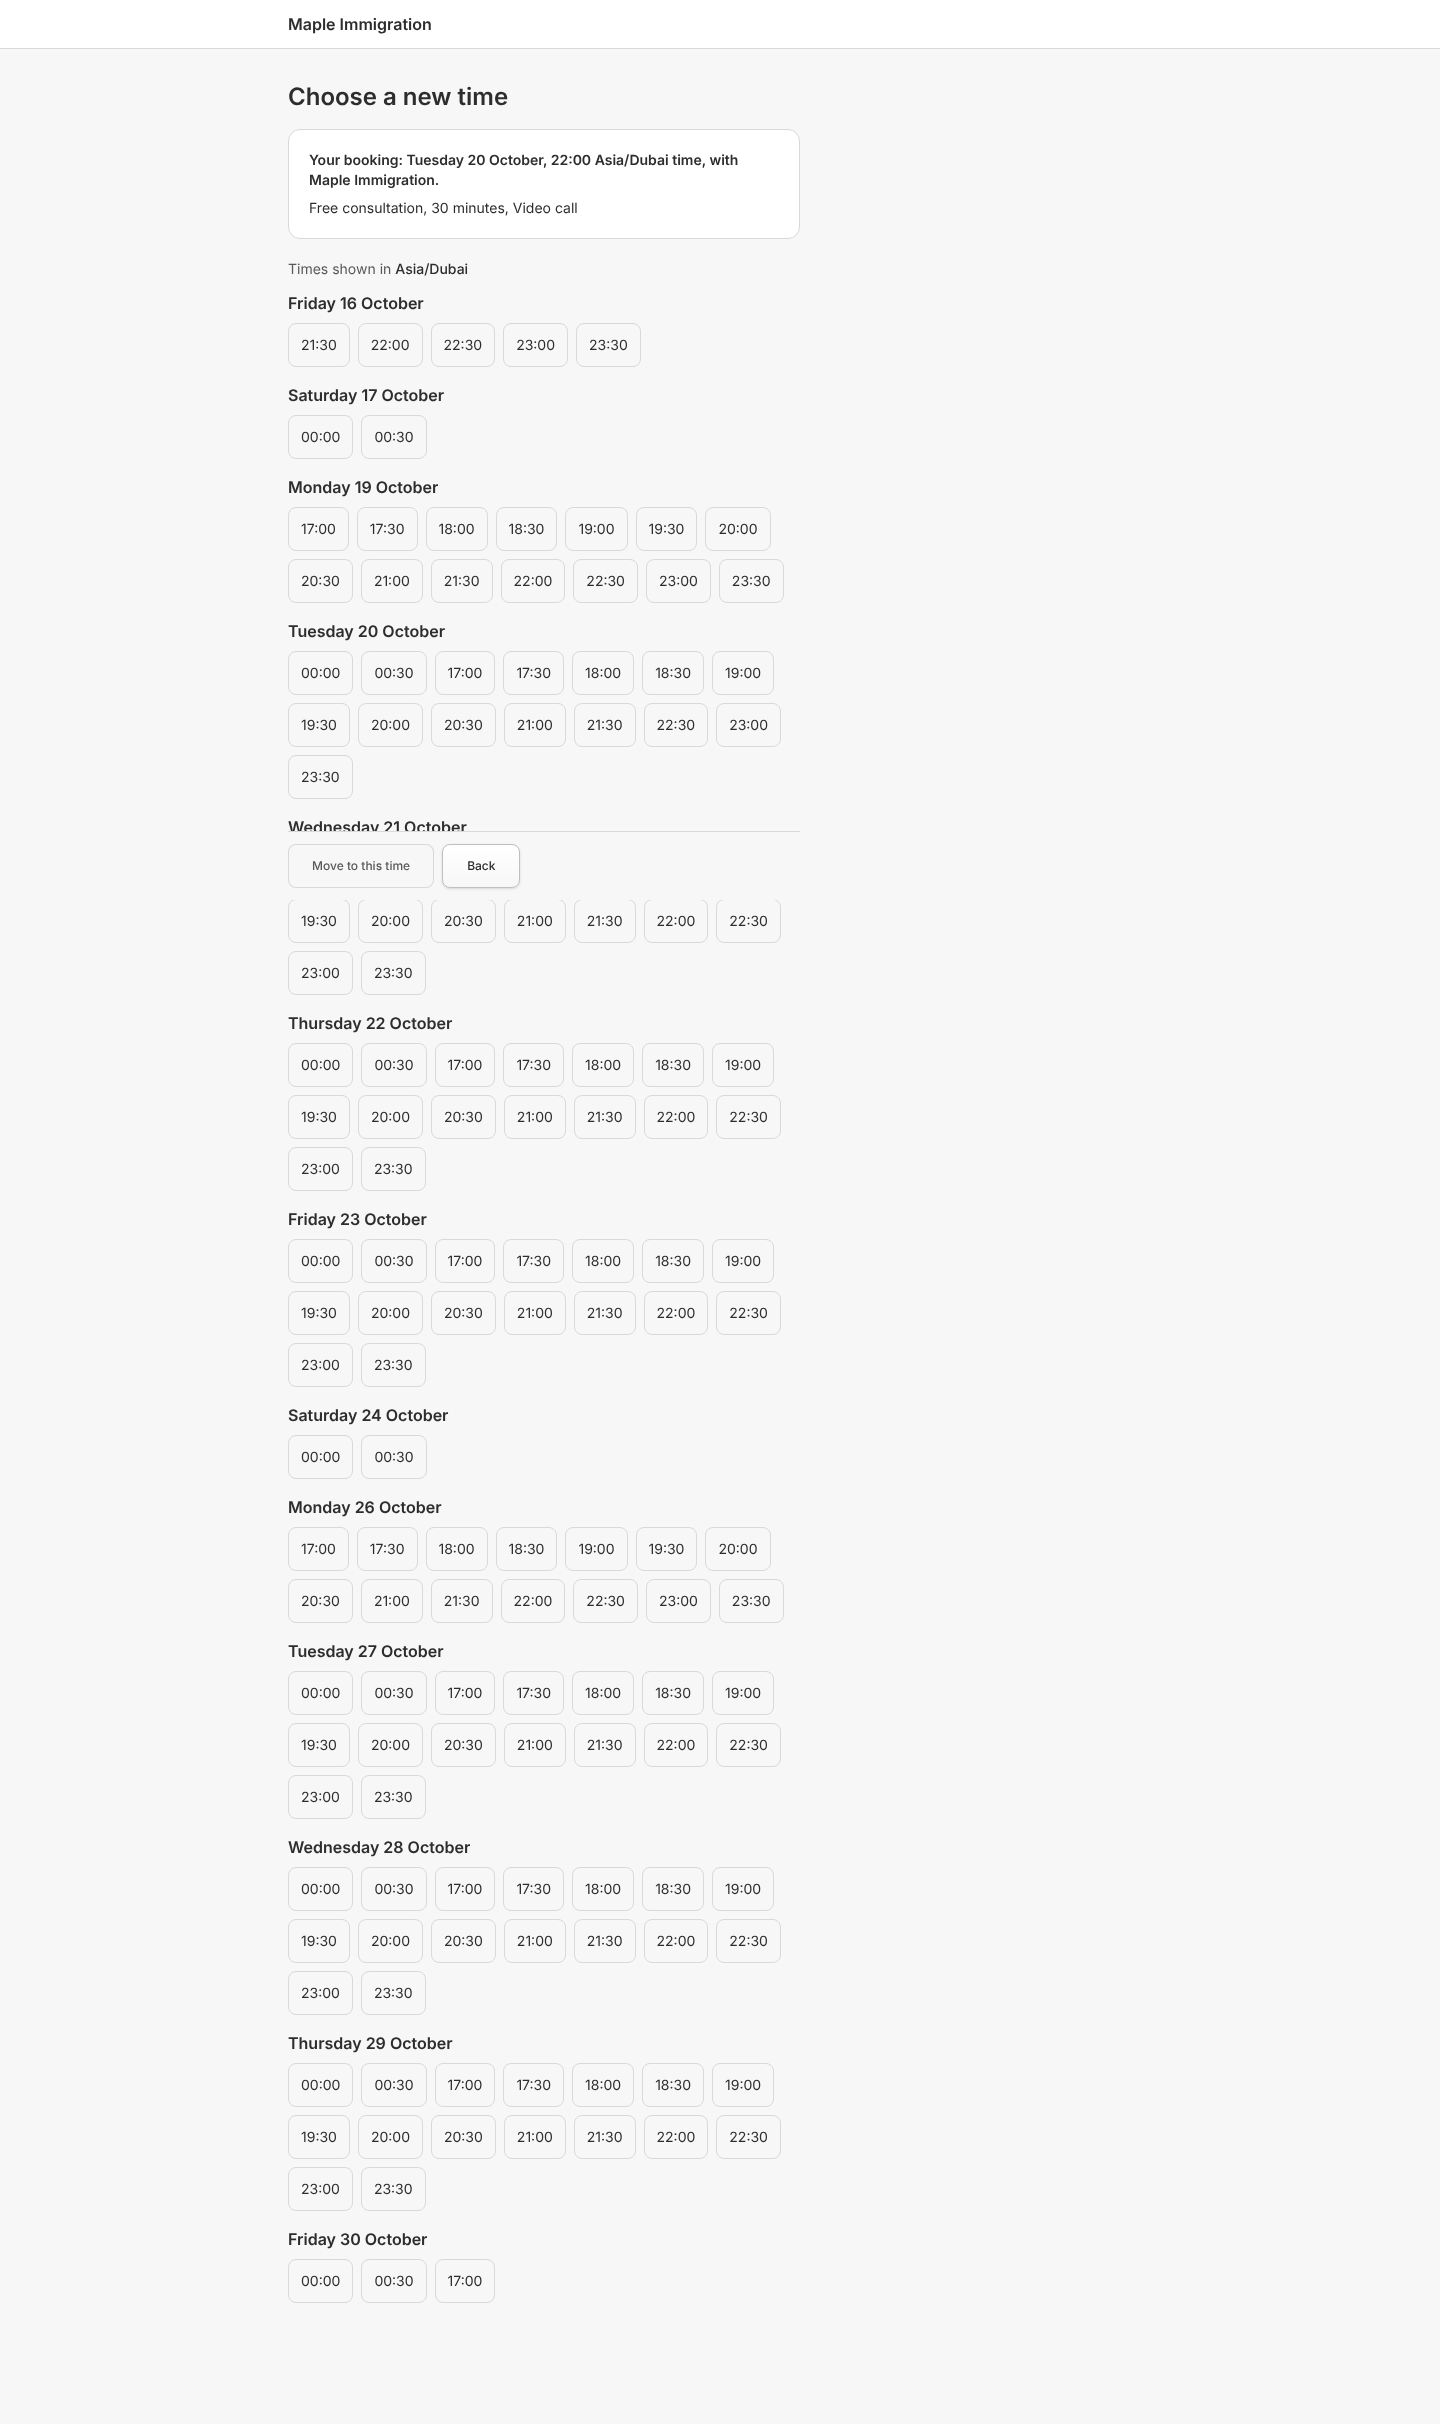 Maple Immigration
Choose a new time
Your booking: Tuesday 20 October, 22:00 Asia/Dubai time, with
Maple Immigration.
Free consultation, 30 minutes, Video call
Times shown in Asia/Dubai
Friday 16 October
21:30 22:00 22:30 23:00 23:30
Saturday 17 October
00:00 00:30
Monday 19 October
17:00 17:30 18:00 18:30 19:00 19:30 20:00
20:30 21:00 21:30 22:00 22:30 23:00 23:30
Tuesday 20 October
00:00 00:30 17:00 17:30 18:00 18:30 19:00
19:30 20:00 20:30 21:00 21:30 22:30 23:00
23:30
Wednesday 21 October
Move to this time Back
19:30 20:00 20:30 21:00 21:30 22:00 22:30
23:00 23:30
Thursday 22 October
00:00 00:30 17:00 17:30 18:00 18:30 19:00
19:30 20:00 20:30 21:00 21:30 22:00 22:30
23:00 23:30
Friday 23 October
00:00 00:30 17:00 17:30 18:00 18:30 19:00
19:30 20:00 20:30 21:00 21:30 22:00 22:30
23:00 23:30
Saturday 24 October
00:00 00:30
Monday 26 October
17:00 17:30 18:00 18:30 19:00 19:30 20:00
20:30 21:00 21:30 22:00 22:30 23:00 23:30
Tuesday 27 October
00:00 00:30 17:00 17:30 18:00 18:30 19:00
19:30 20:00 20:30 21:00 21:30 22:00 22:30
23:00 23:30
Wednesday 28 October
00:00 00:30 17:00 17:30 18:00 18:30 19:00
19:30 20:00 20:30 21:00 21:30 22:00 22:30
23:00 23:30
Thursday 29 October
00:00 00:30 17:00 17:30 18:00 18:30 19:00
19:30 20:00 20:30 21:00 21:30 22:00 22:30
23:00 23:30
Friday 30 October
00:00 00:30 17:00